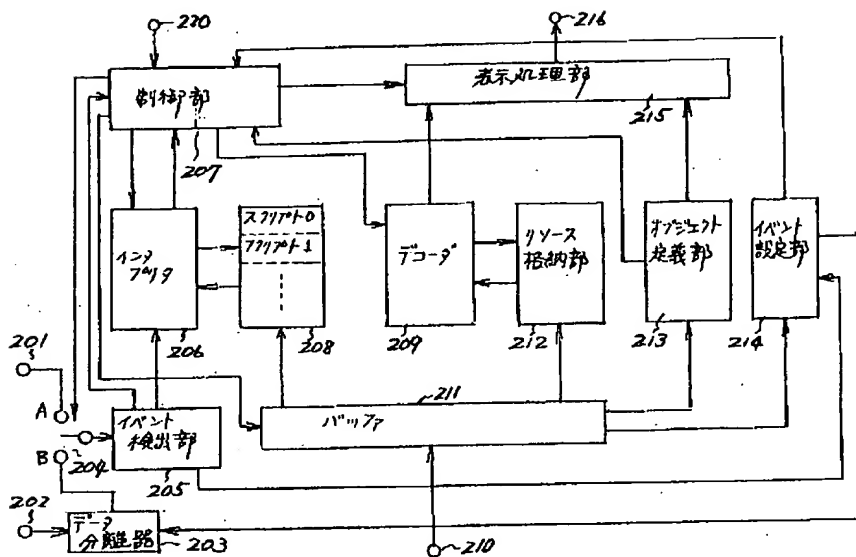 220
216
制御部
207
表示処理部
215
インタ
プリタ
206
スクリプト0
スクリプト1
208
デコーダ
209
リソース
格納部
212
オブジェクト
定義部
213
イベント
設定部
214
201
A
B
204
イベント
検出部
205
211
バッファ
202
データ
分離器
203
210